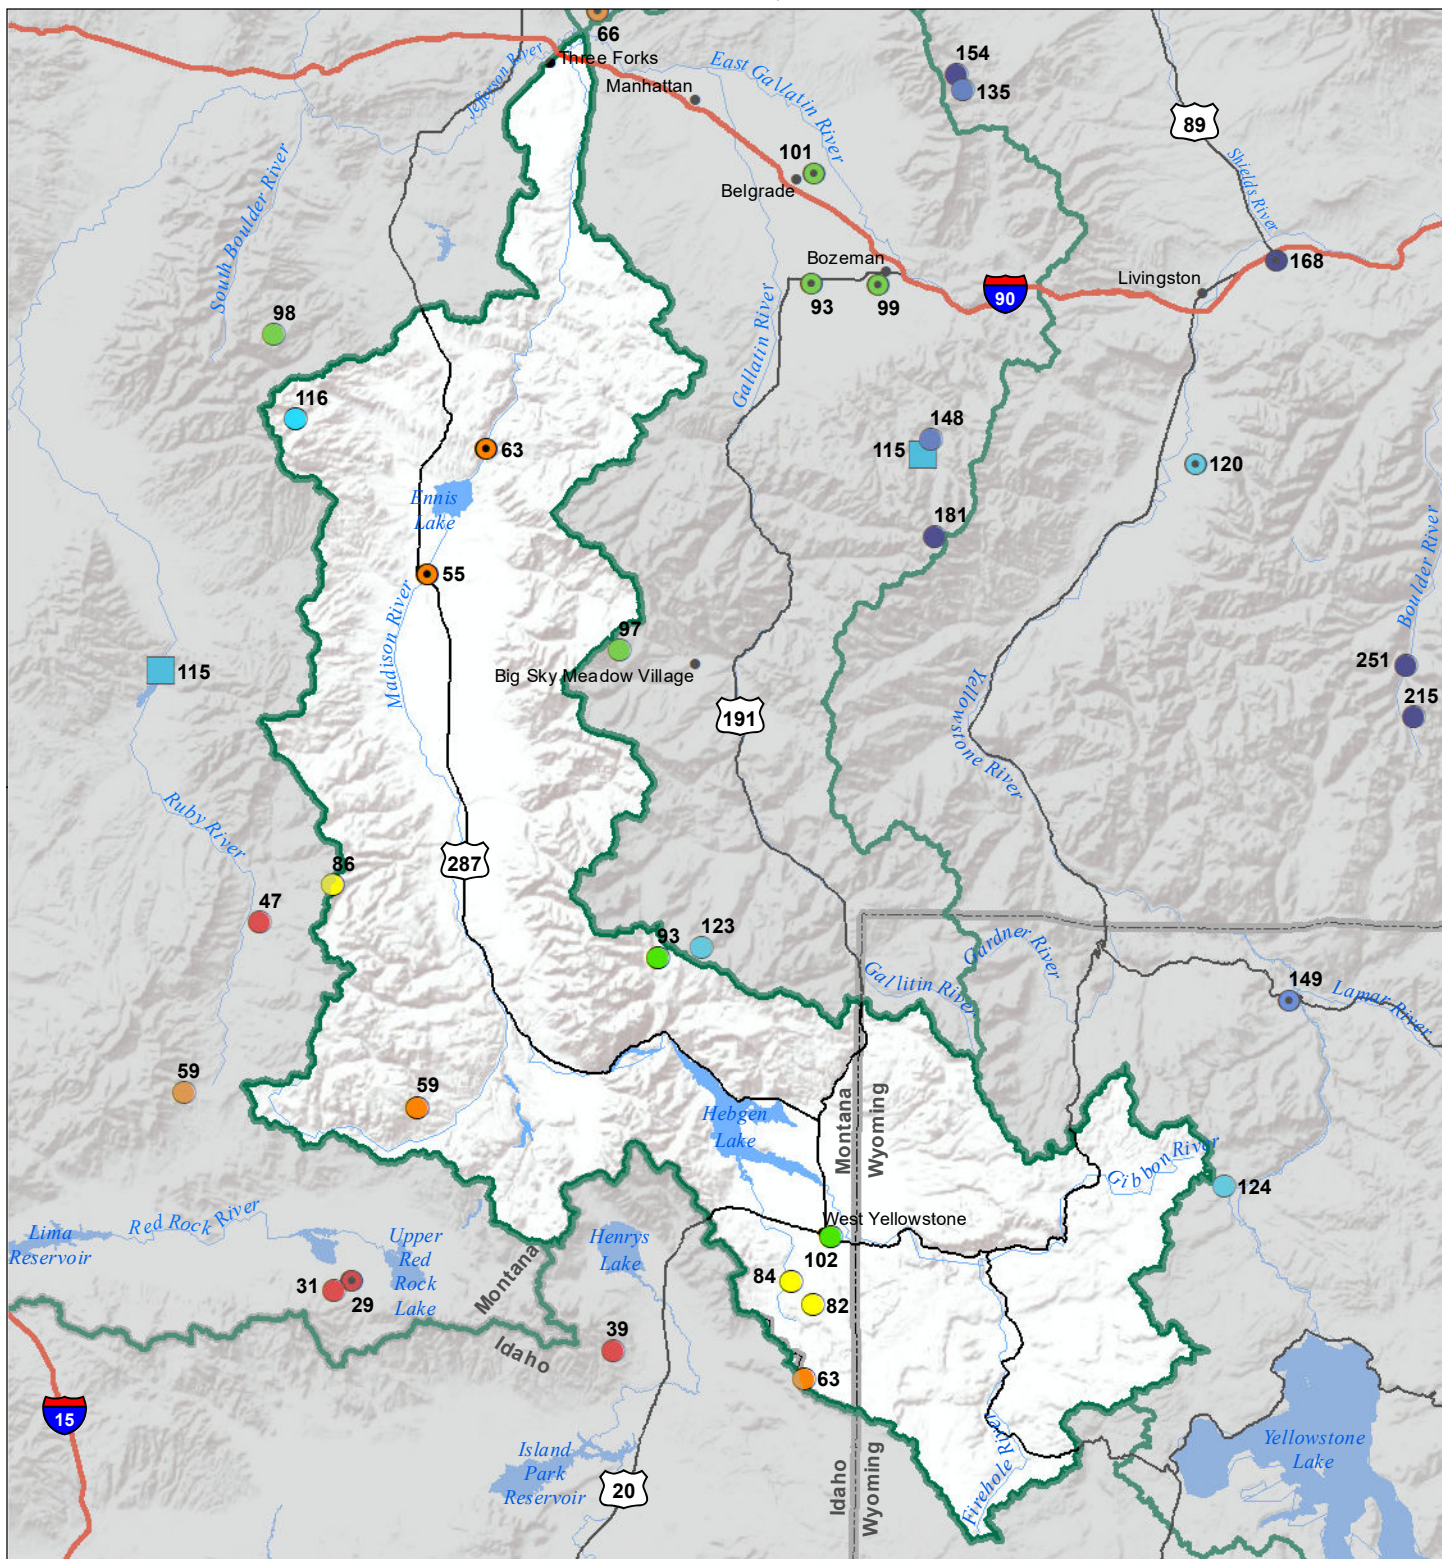 66
Three Forks
Jefferson River
Manhattan
East Gallatin River
154
135
89
Shields River
101
Belgrade
South Boulder River
Bozeman
Livingston
168
93
99
90
98
Gallatin River
116
148
115
120
63
Ennis
Lake
181
Boulder River
55
Madison River
97
Big Sky Meadow Village
115
251
215
191
Yellowstone River
Ruby River
86
287
47
93
123
Gardner River
Gallitin River
149
Lamar River
59
59
Hebgen
Lake
Montana
Wyoming
Gibbon River
124
Lima
Reservoir
Red Rock River
Upper
Red
Rock
Lake
Henrys
Lake
West Yellowstone
102
Montana
Idaho
31
29
84
82
39
63
15
Island
Park
Reservoir
20
Idaho
Wyoming
Firehole River
Yellowstone
Lake